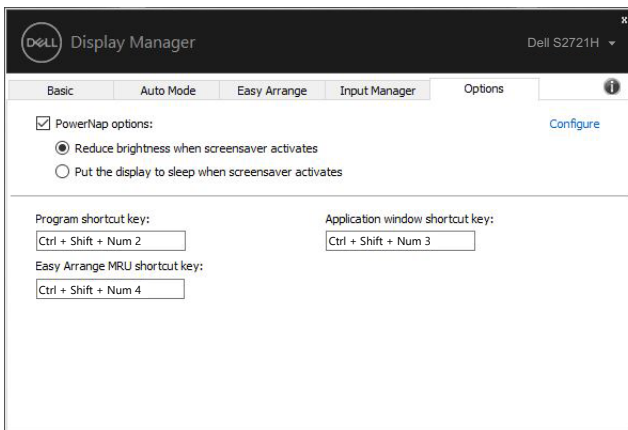 x
DELL Display Manager
Dell S2721H
Basic Auto Mode Easy Arrange Input Manager Options i
PowerNap options: Configure
Reduce brightness when screensaver activates
Put the display to sleep when screensaver activates
Program shortcut key: Application window shortcut key:
Ctrl + Shift + Num 2 Ctrl + Shift + Num 3
Easy Arrange MRU shortcut key:
Ctrl + Shift + Num 4